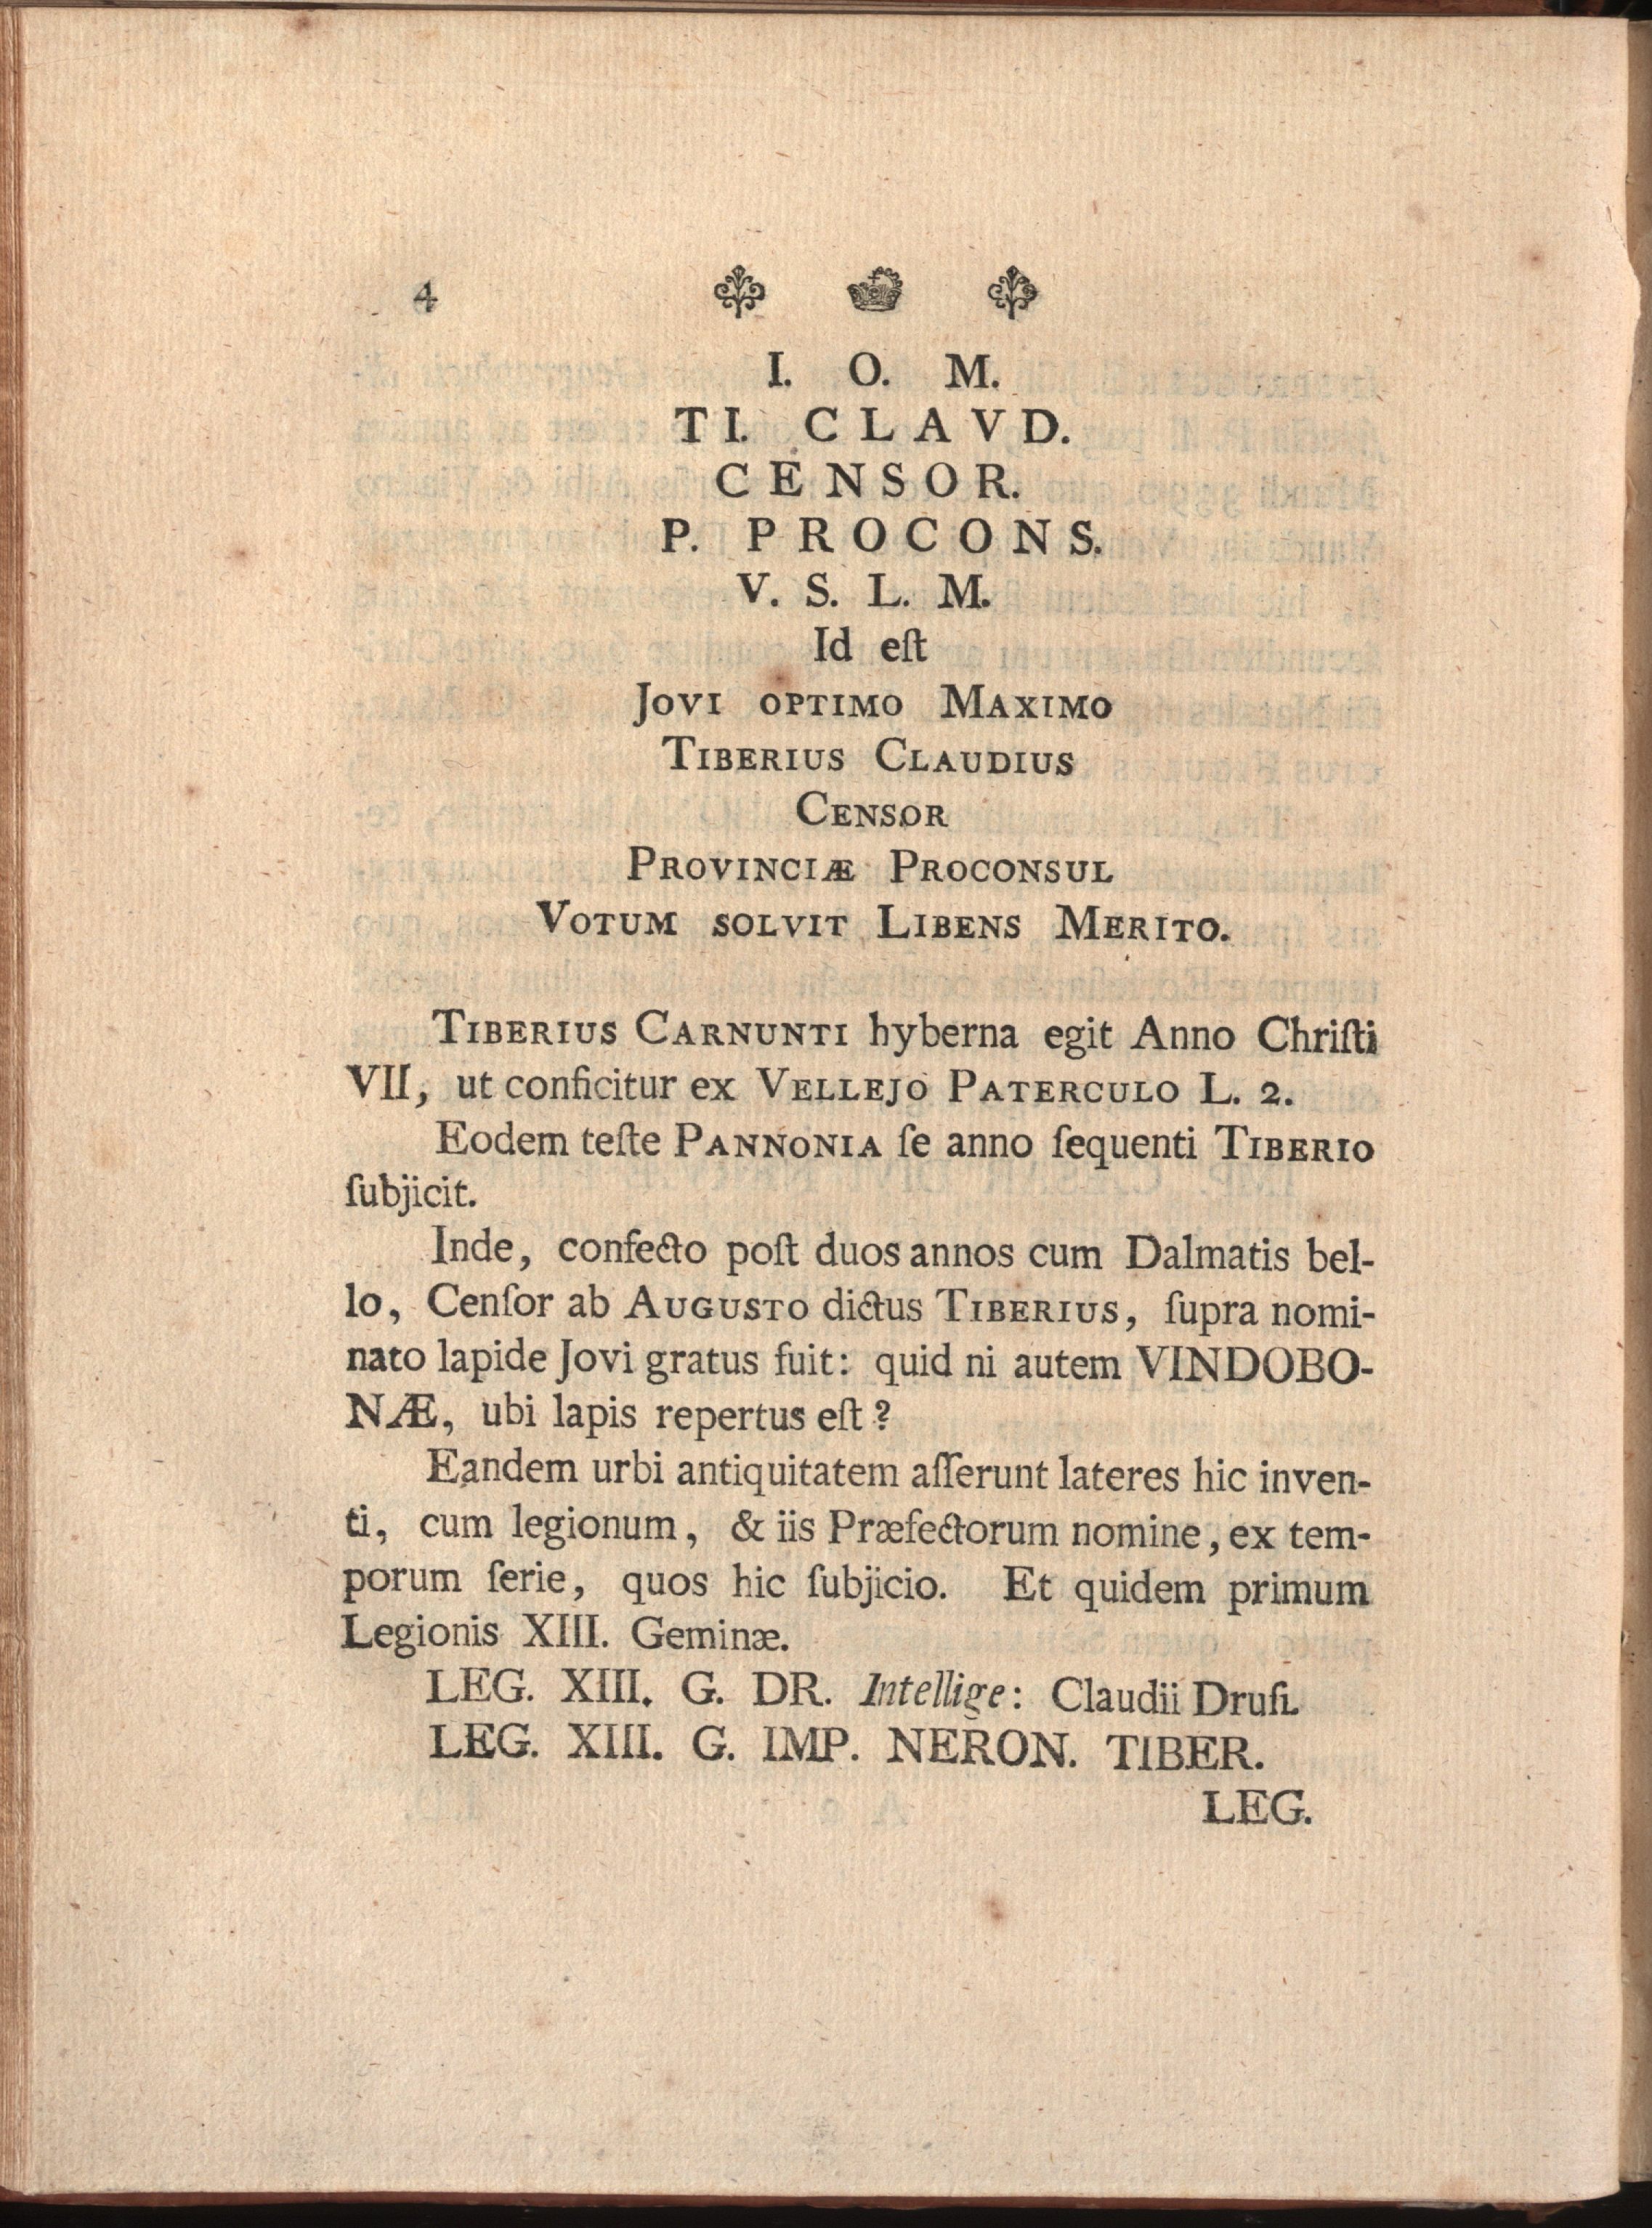 4
I. O. M.
TI. CLAVD.
CENSOR.
P. PROCONS.
V. S. L. M.
Id eſt
JOVI OPTIMO MAXIMO
TIBERIUS CLAUDIUS
CENSOR
PROVINCIÆ PROCONSUL
VOTUM SOLVIT LIBENS MERITO.
TIBERIUS CARNUNTI hyberna egit Anno Chriſti
VII, ut conficitur ex VELLEJO PATERCULO L. 2.
Eodem teſte PANNONIA ſe anno ſequenti TIBERIO
ſubjicit.
Inde, confecto poſt duos annos cum Dalmatis bel-
lo, Cenſor ab AUGUSTO dictus TIBERIUS, ſupra nomi-
nato lapide Jovi gratus fuit: quid ni autem VINDOBO-
NÆ, ubi lapis repertus eſt?
Eandem urbi antiquitatem aſſerunt lateres hic inven-
ti, cum legionum, & iis Præfectorum nomine, ex tem-
porum ſerie, quos hic ſubjicio. Et quidem primum
Legionis XIII. Geminæ.
LEG. XIII. G. DR. Intellige: Claudii Druſi.
LEG. XIII. G. IMP. NERON. TIBER.
LEG.